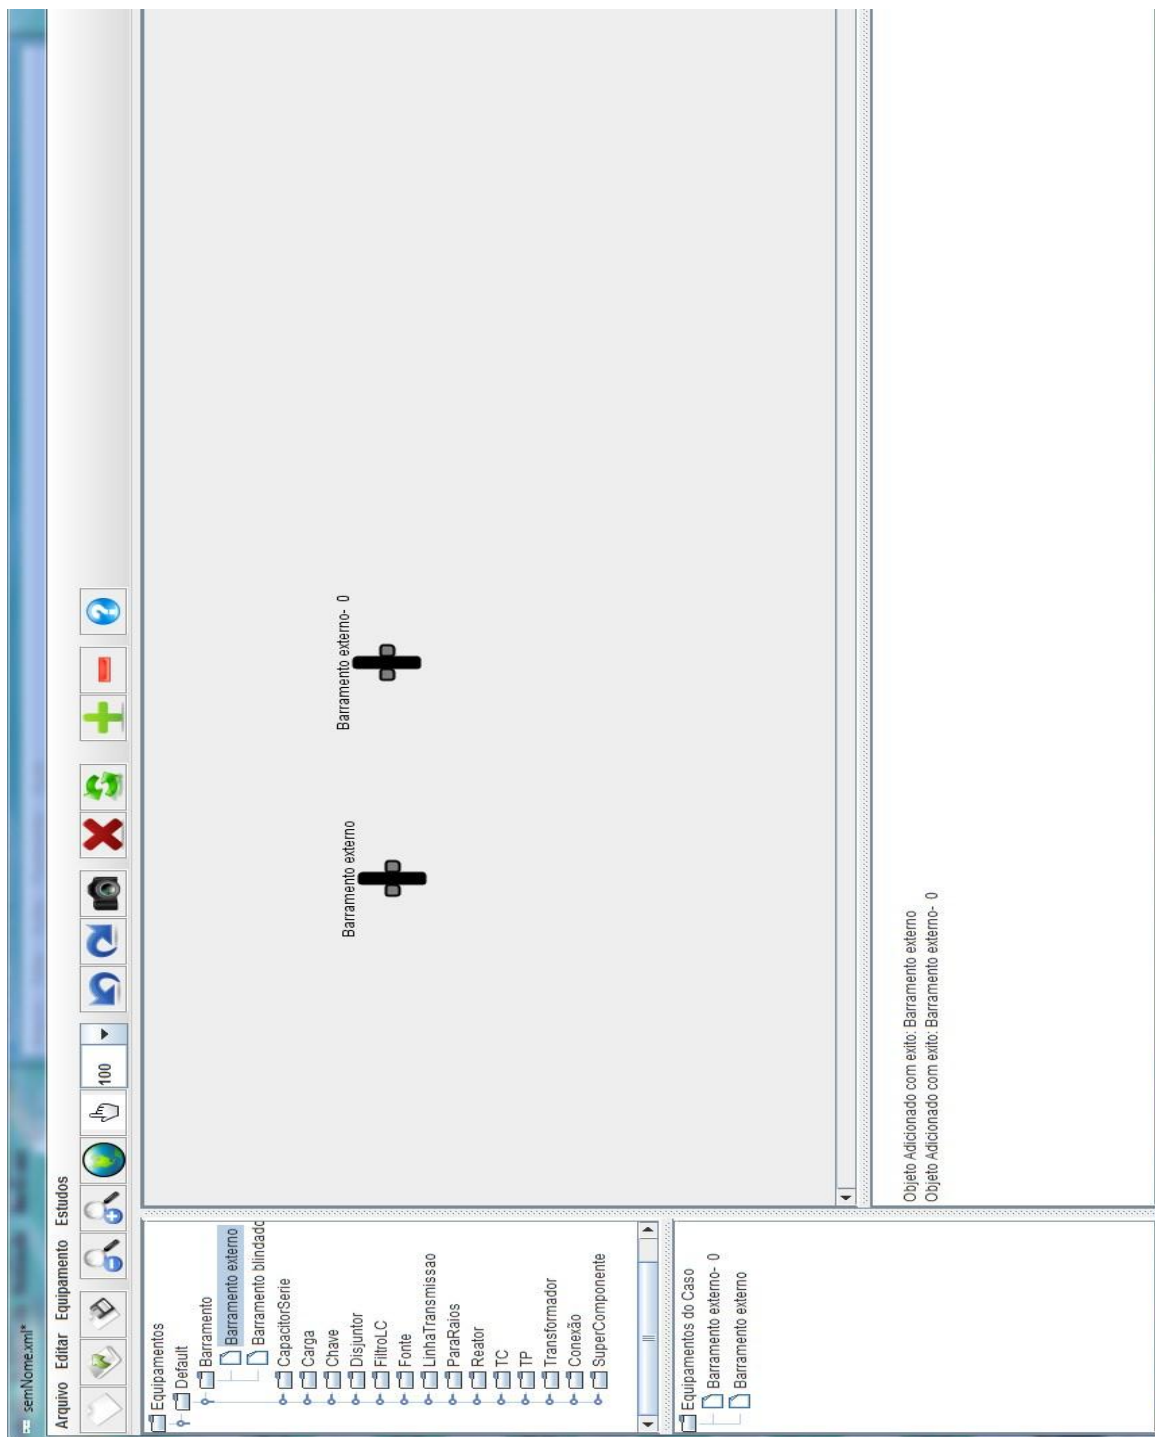 semNome.xml*
Arquivo Editar Equipamento Estudos
100
Equipamentos
Default
Barramento
Barramento externo
Barramento blindado
CapacitorSerie
Carga
Chave
Disjuntor
FiltroLC
Fonte
LinhaTransmissao
ParaRaios
Reator
TC
TP
Transformador
Conexão
SuperComponente
Barramento externo
Barramento externo- 0
Equipamentos do Caso
Barramento externo- 0
Barramento externo
Objeto Adicionado com exito: Barramento externo
Objeto Adicionado com exito: Barramento externo- 0